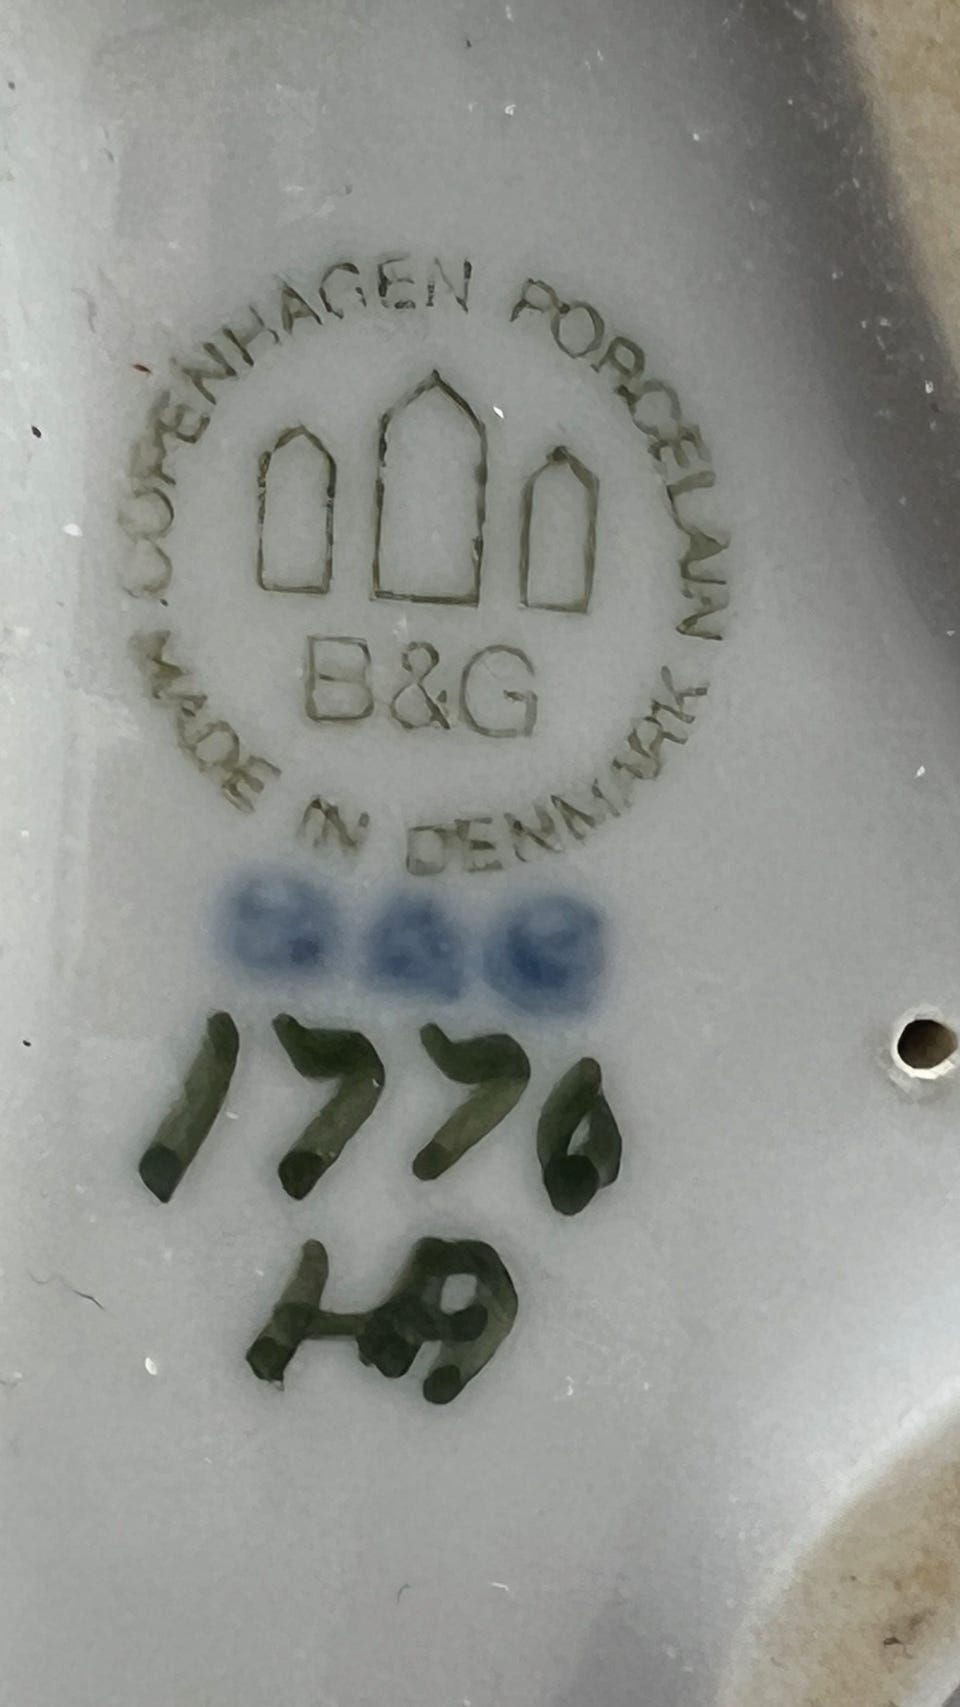 COPENHAGEN PORCELAIN
B&G
MADE IN DENMARK
B&G
1770